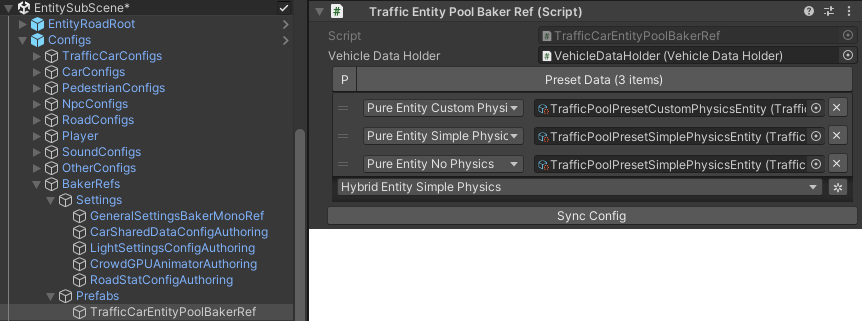 EntitySubScene*
EntityRoadRoot
Configs
TrafficCarConfigs
CarConfigs
PedestrianConfigs
NpcConfigs
RoadConfigs
Player
SoundConfigs
OtherConfigs
BakerRefs
Settings
GeneralSettingsBakerMonoRef
CarSharedDataConfigAuthoring
LightSettingsConfigAuthoring
CrowdGPUAnimatorAuthoring
RoadStatConfigAuthoring
Prefabs
TrafficCarEntityPoolBakerRef
Traffic Entity Pool Baker Ref (Script)
Script TrafficCarEntityPoolBakerRef
Vehicle Data Holder VehicleDataHolder (Vehicle Data Holder)
P Preset Data (3 items)
Pure Entity Custom Physi TrafficPoolPresetCustomPhysicsEntity (Traffi
Pure Entity Simple Physic TrafficPoolPresetSimplePhysicsEntity (Traffic
Pure Entity No Physics TrafficPoolPresetSimplePhysicsEntity (Traffic
Hybrid Entity Simple Physics
Sync Config